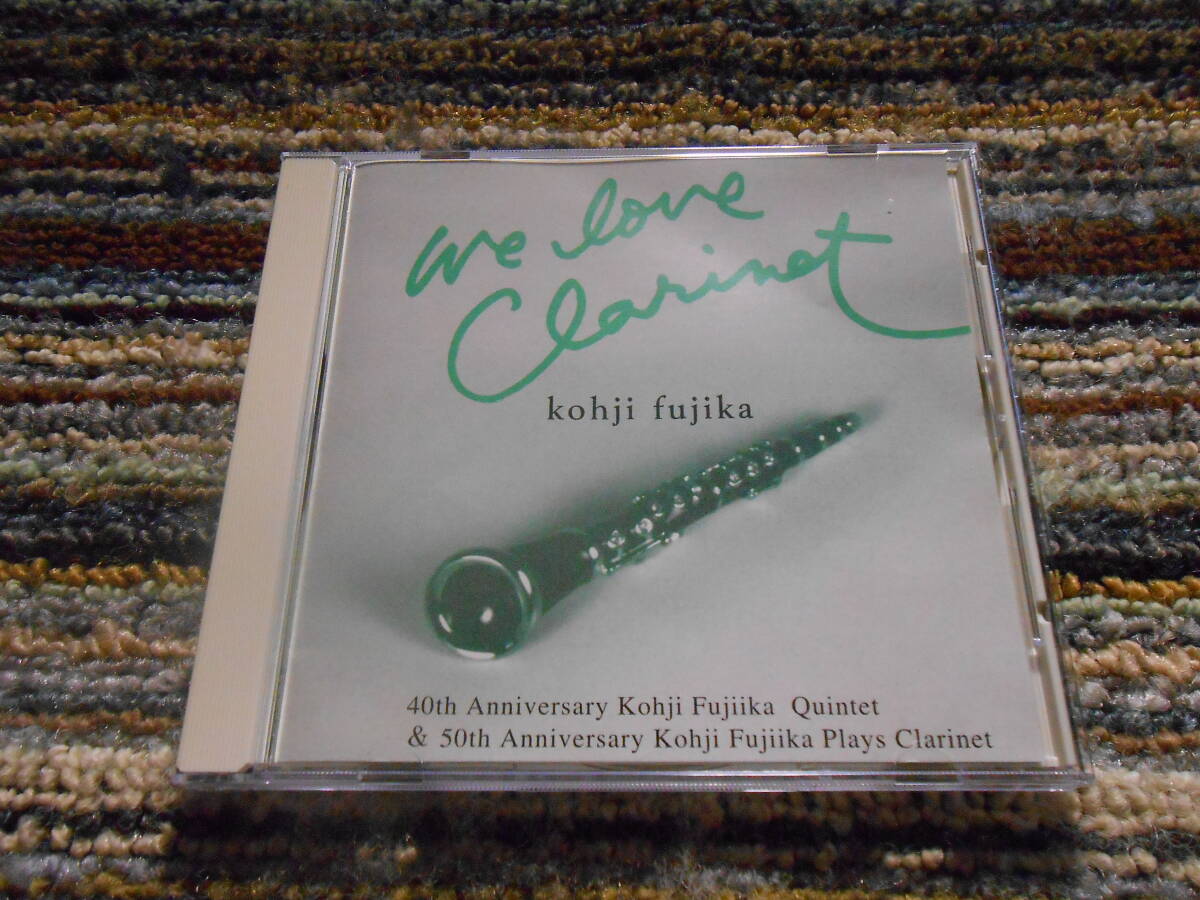 we love
Clarinet
kohji fujika
40th Anniversary Kohji Fujiika Quintet
& 50th Anniversary Kohji Fujiika Plays Clarinet